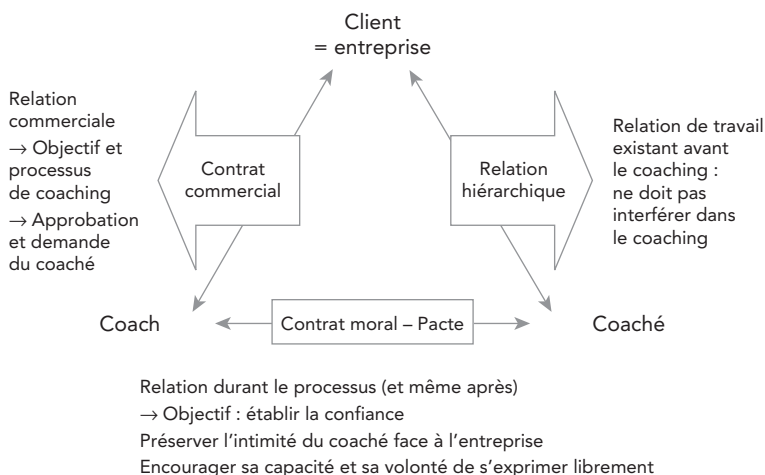 Client
= entreprise
Relation
commerciale
→ Objectif et
processus
de coaching
→ Approbation
et demande
du coaché
Contrat
commercial
Relation
hiérarchique
Relation de travail
existant avant
le coaching :
ne doit pas
interférer dans
le coaching
Coach
Contrat moral – Pacte
Coaché
Relation durant le processus (et même après)
→ Objectif : établir la confiance
Préserver l'intimité du coaché face à l'entreprise
Encourager sa capacité et sa volonté de s'exprimer librement